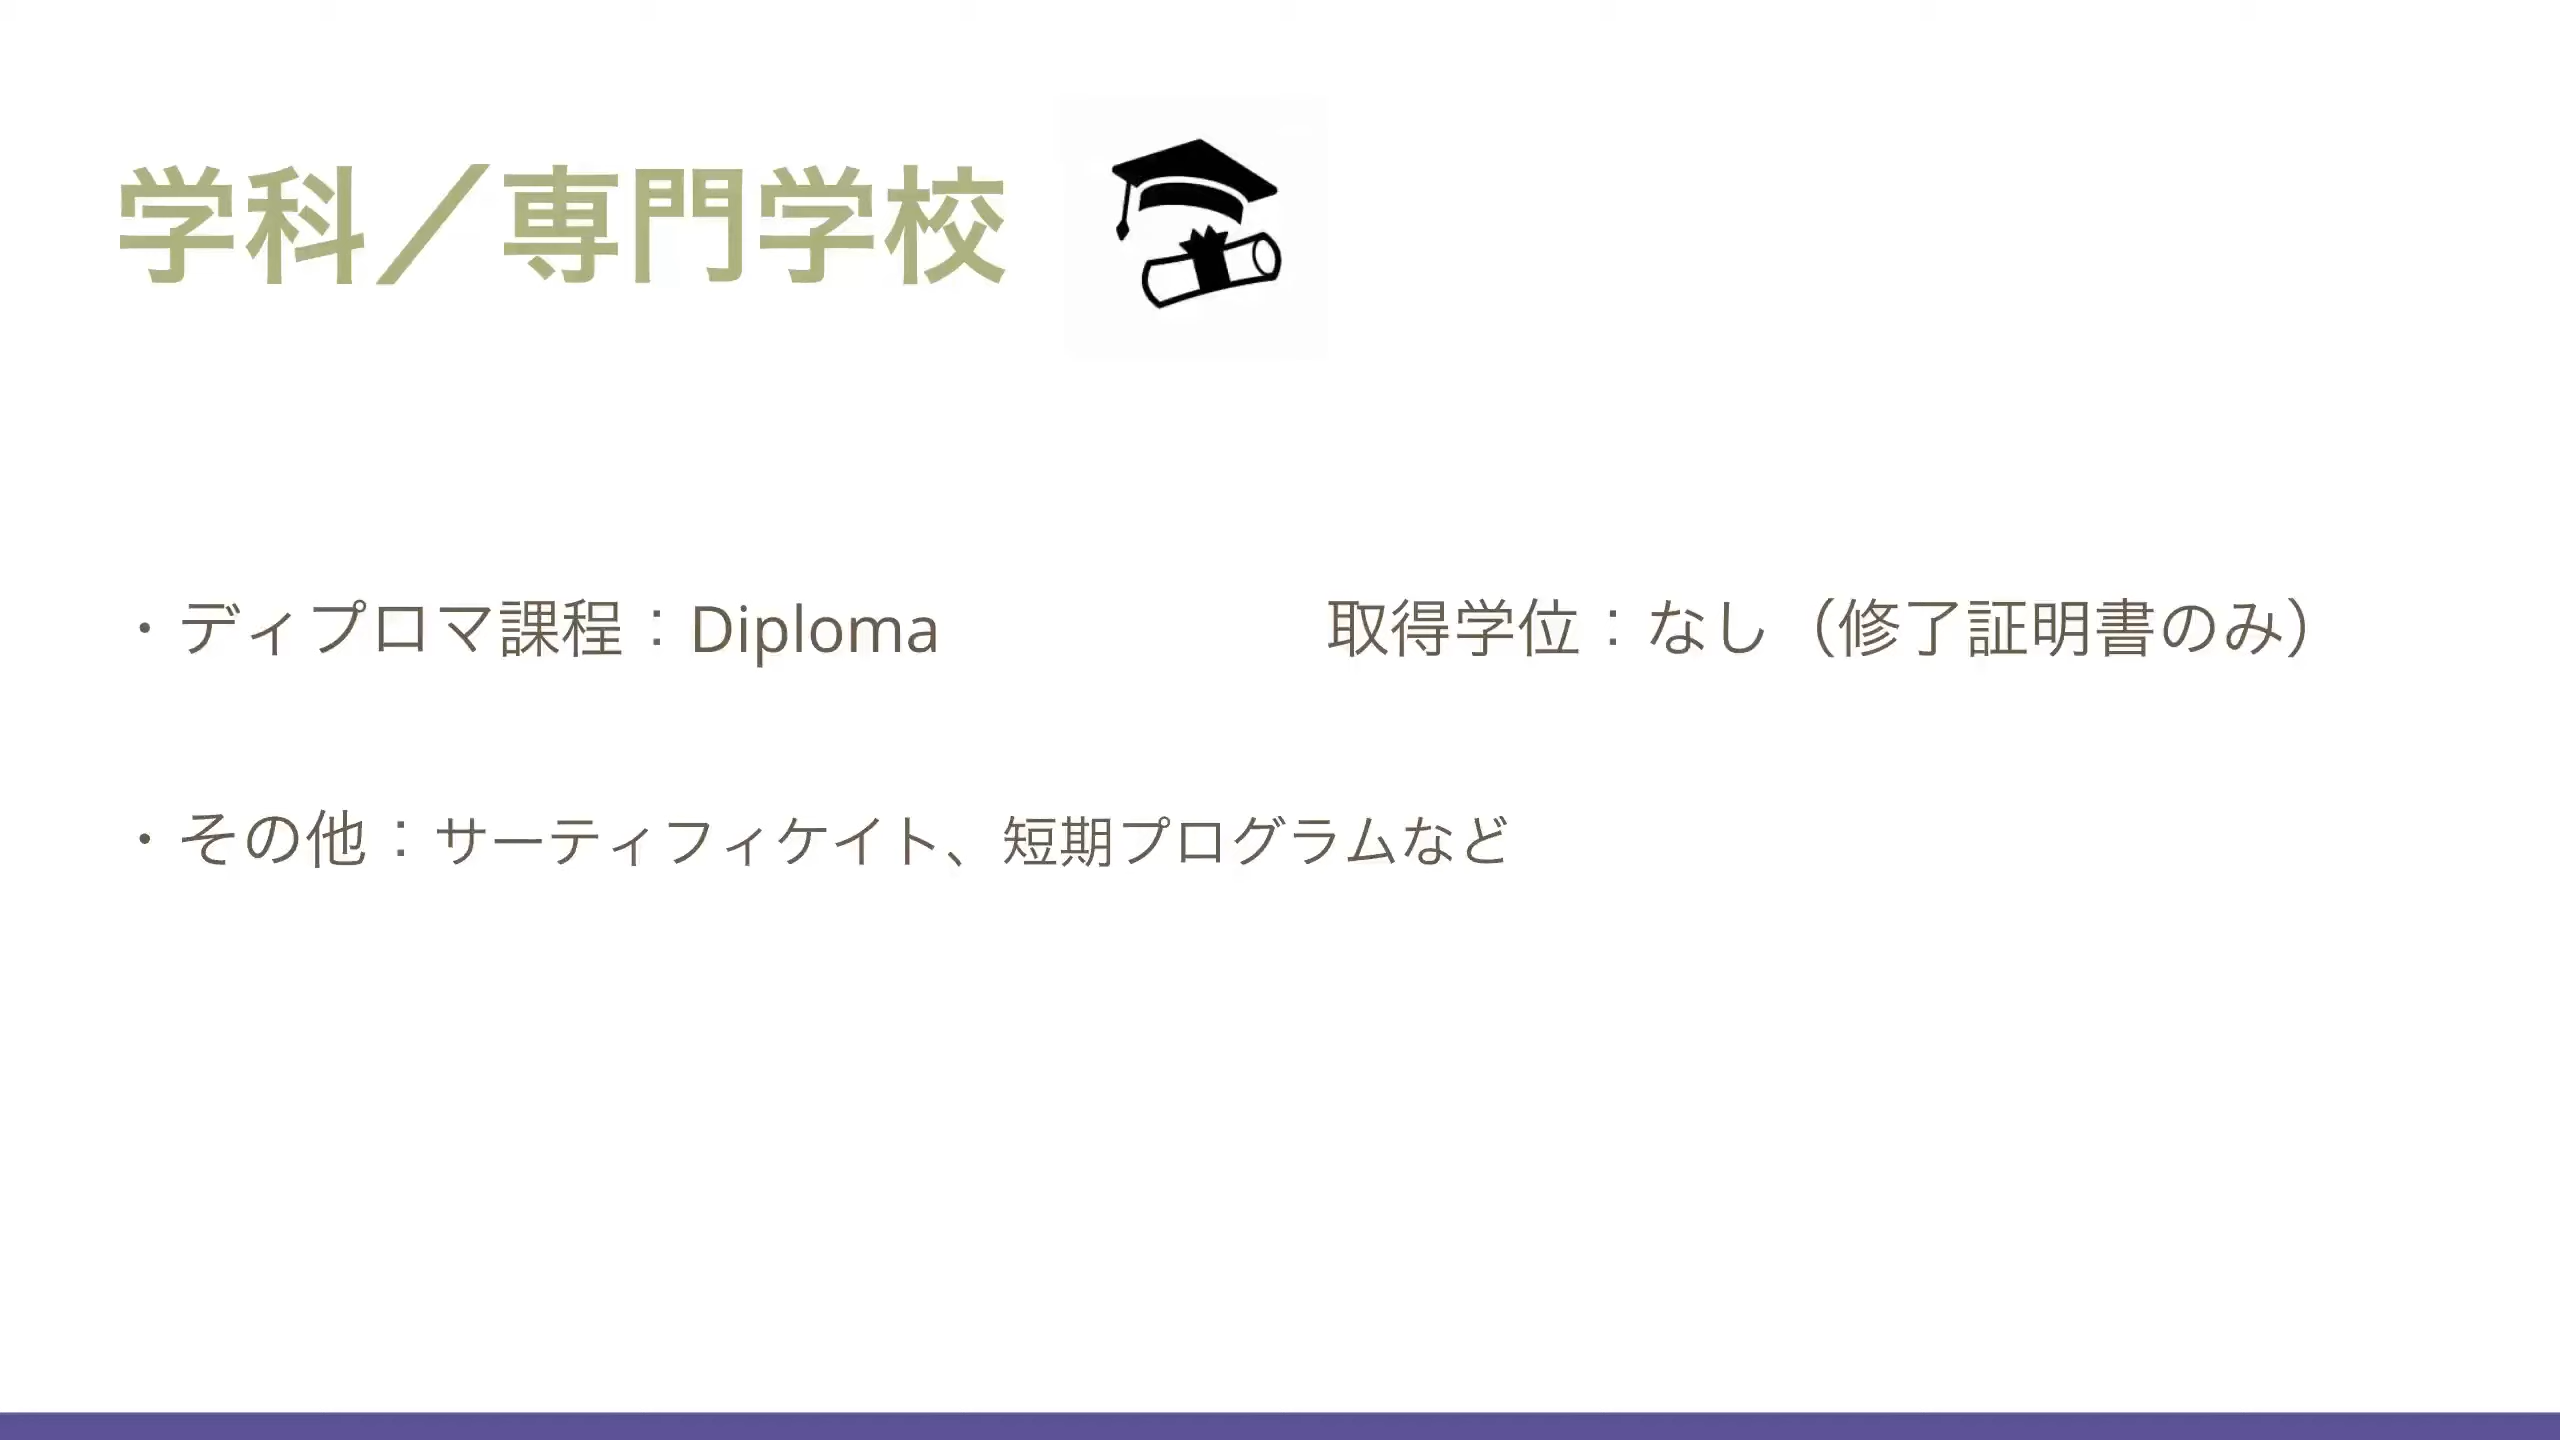 学科／専門学校
・ディプロマ課程：Diploma 取得学位：なし（修了証明書のみ）
・その他：サーティフィケイト、短期プログラムなど